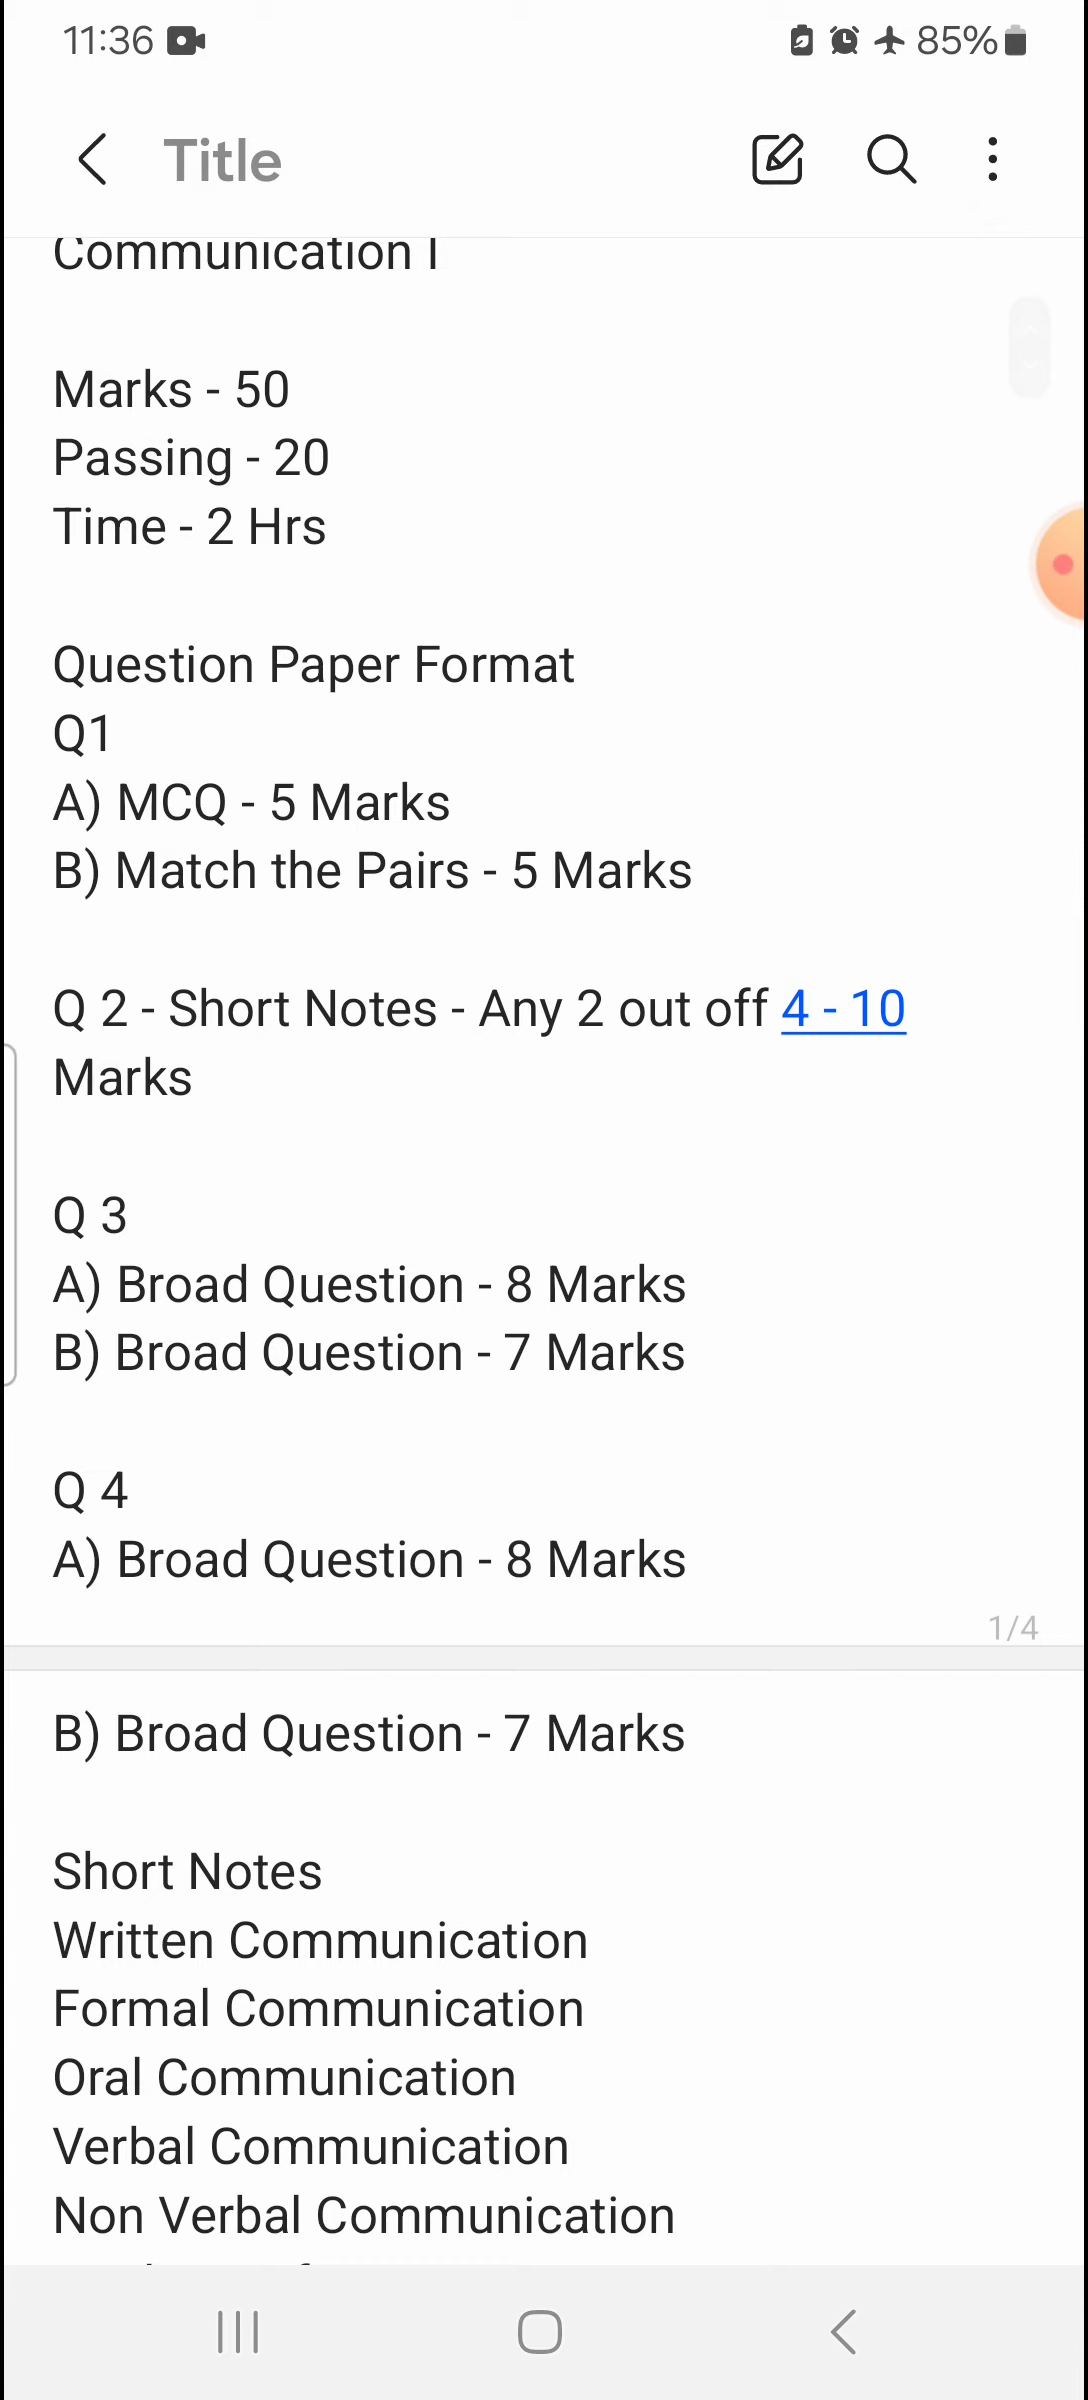 11:36
85%
Title
Communication I
Marks - 50
Passing - 20
Time - 2 Hrs
Question Paper Format
Q1
A) MCQ - 5 Marks
B) Match the Pairs - 5 Marks
Q 2 - Short Notes - Any 2 out off 4 - 10
Marks
Q 3
A) Broad Question - 8 Marks
B) Broad Question - 7 Marks
Q 4
A) Broad Question - 8 Marks
1/4
B) Broad Question - 7 Marks
Short Notes
Written Communication
Formal Communication
Oral Communication
Verbal Communication
Non Verbal Communication